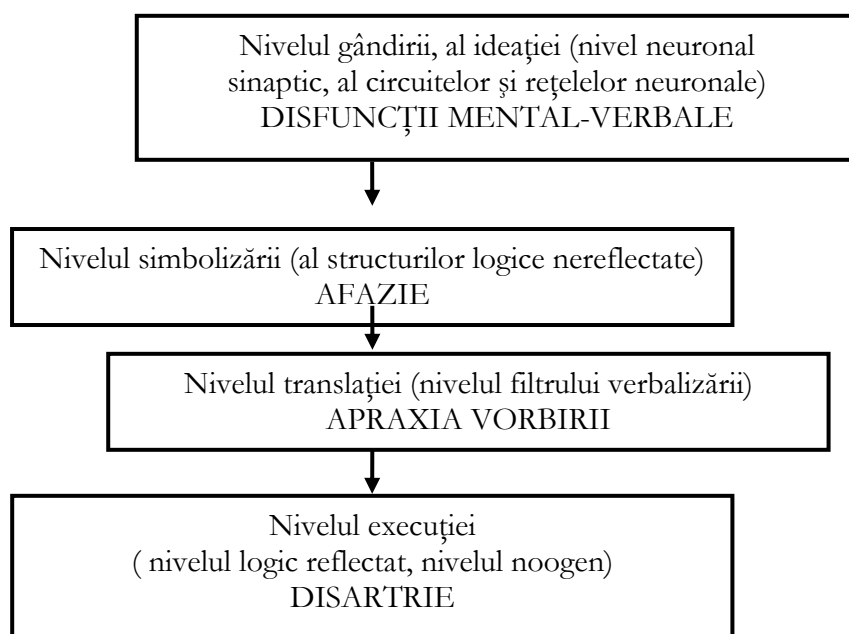 Nivelul gândirii, al ideației (nivel neuronal
sinaptic, al circuitelor şi rețelelor neuronale)
DISFUNCȚII MENTAL-VERBALE
Nivelul simbolizării (al structurilor logice nereflectate)
AFAZIE
Nivelul translației (nivelul filtrului verbalizării)
APRAXIA VORBIRII
Nivelul execuției
( nivelul logic reflectat, nivelul noogen)
DISARTRIE